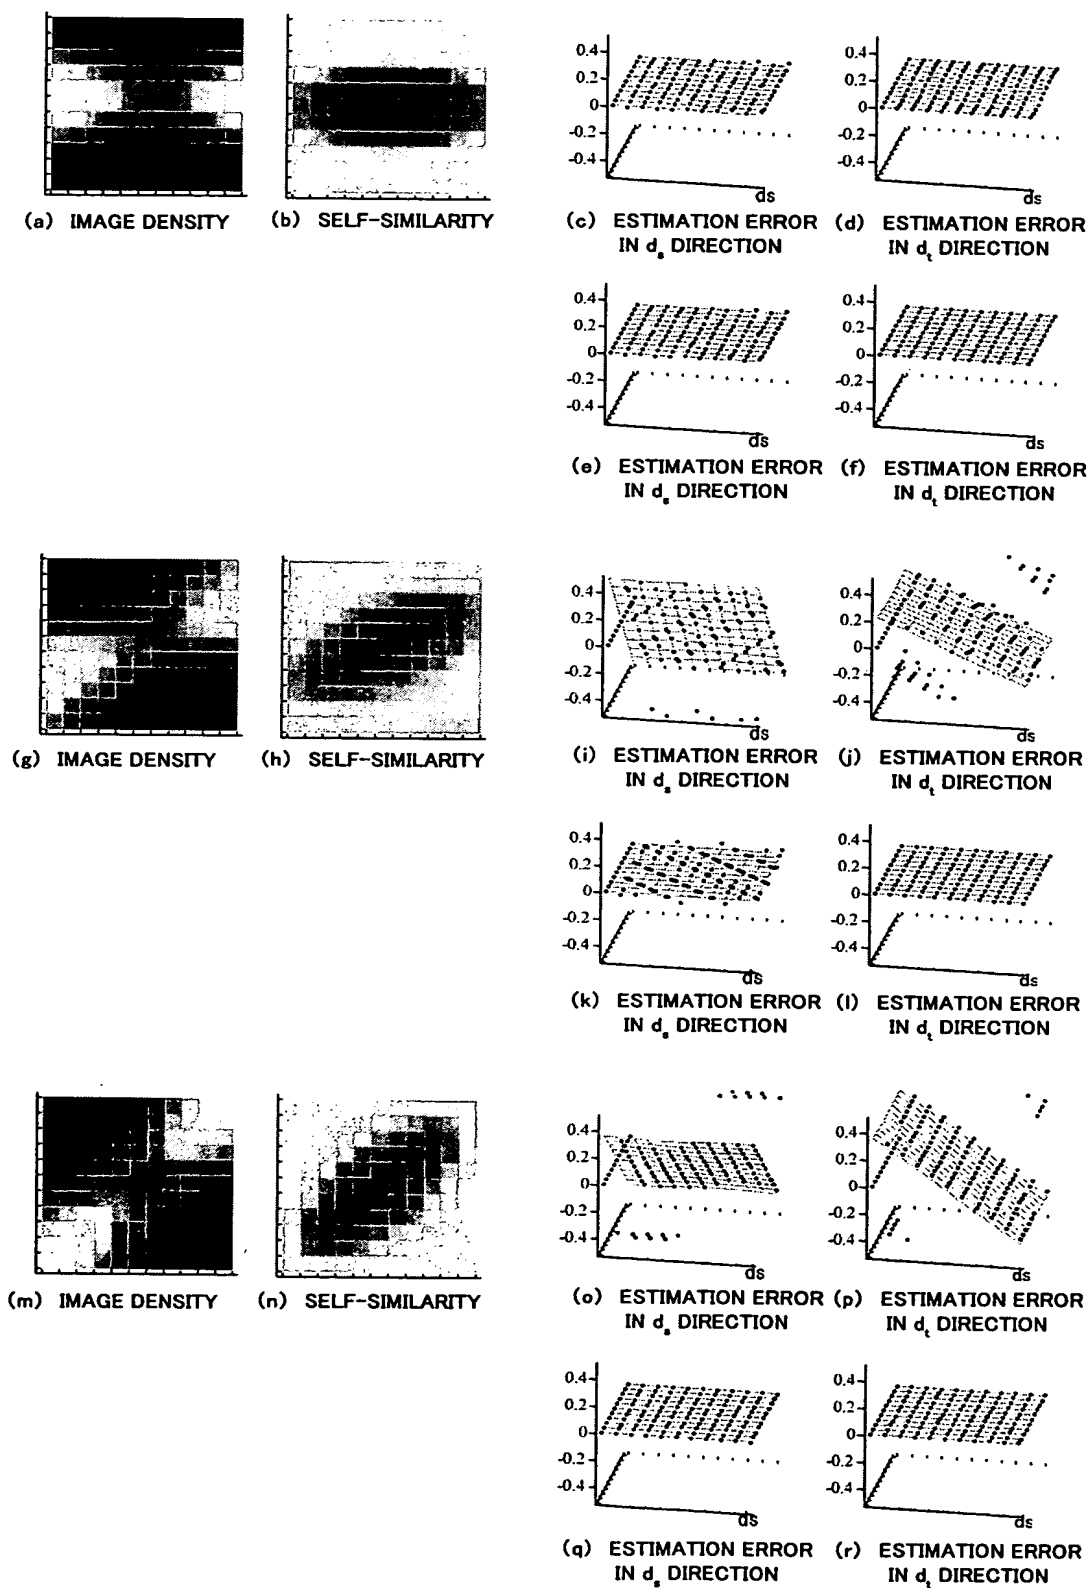 0.4
0.2
0
-0.2
-0.4
ds
0.4
0.2
0
-0.2
-0.4
ds
(a) IMAGE DENSITY
(b) SELF-SIMILARITY
(c) ESTIMATION ERROR
IN ds DIRECTION
(d) ESTIMATION ERROR
IN dt DIRECTION
0.4
0.2
0
-0.2
-0.4
ds
0.4
0.2
0
-0.2
-0.4
ds
(e) ESTIMATION ERROR
IN ds DIRECTION
(f) ESTIMATION ERROR
IN dt DIRECTION
0.4
0.2
0
-0.2
-0.4
ds
0.4
0.2
0
-0.2
-0.4
ds
(g) IMAGE DENSITY
(h) SELF-SIMILARITY
(i) ESTIMATION ERROR
IN ds DIRECTION
(j) ESTIMATION ERROR
IN dt DIRECTION
0.4
0.2
0
-0.2
-0.4
ds
0.4
0.2
0
-0.2
-0.4
ds
(k) ESTIMATION ERROR
IN ds DIRECTION
(l) ESTIMATION ERROR
IN dt DIRECTION
0.4
0.2
0
-0.2
-0.4
ds
0.4
0.2
0
-0.2
-0.4
ds
(m) IMAGE DENSITY
(n) SELF-SIMILARITY
(o) ESTIMATION ERROR
IN ds DIRECTION
(p) ESTIMATION ERROR
IN dt DIRECTION
0.4
0.2
0
-0.2
-0.4
ds
0.4
0.2
0
-0.2
-0.4
ds
(q) ESTIMATION ERROR
IN ds DIRECTION
(r) ESTIMATION ERROR
IN dt DIRECTION